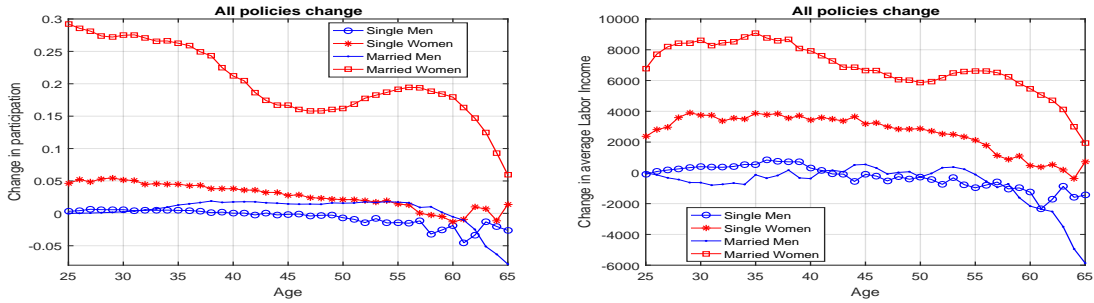 All policies change
Change in participation
0.3
0.25
0.2
0.15
0.1
0.05
0
-0.05
25 30 35 40 45 50 55 60 65
Age
Single Men
Single Women
Married Men
Married Women
All policies change
Change in average Labor Income
10000
8000
6000
4000
2000
0
-2000
-4000
-6000
25 30 35 40 45 50 55 60 65
Age
Single Men
Single Women
Married Men
Married Women